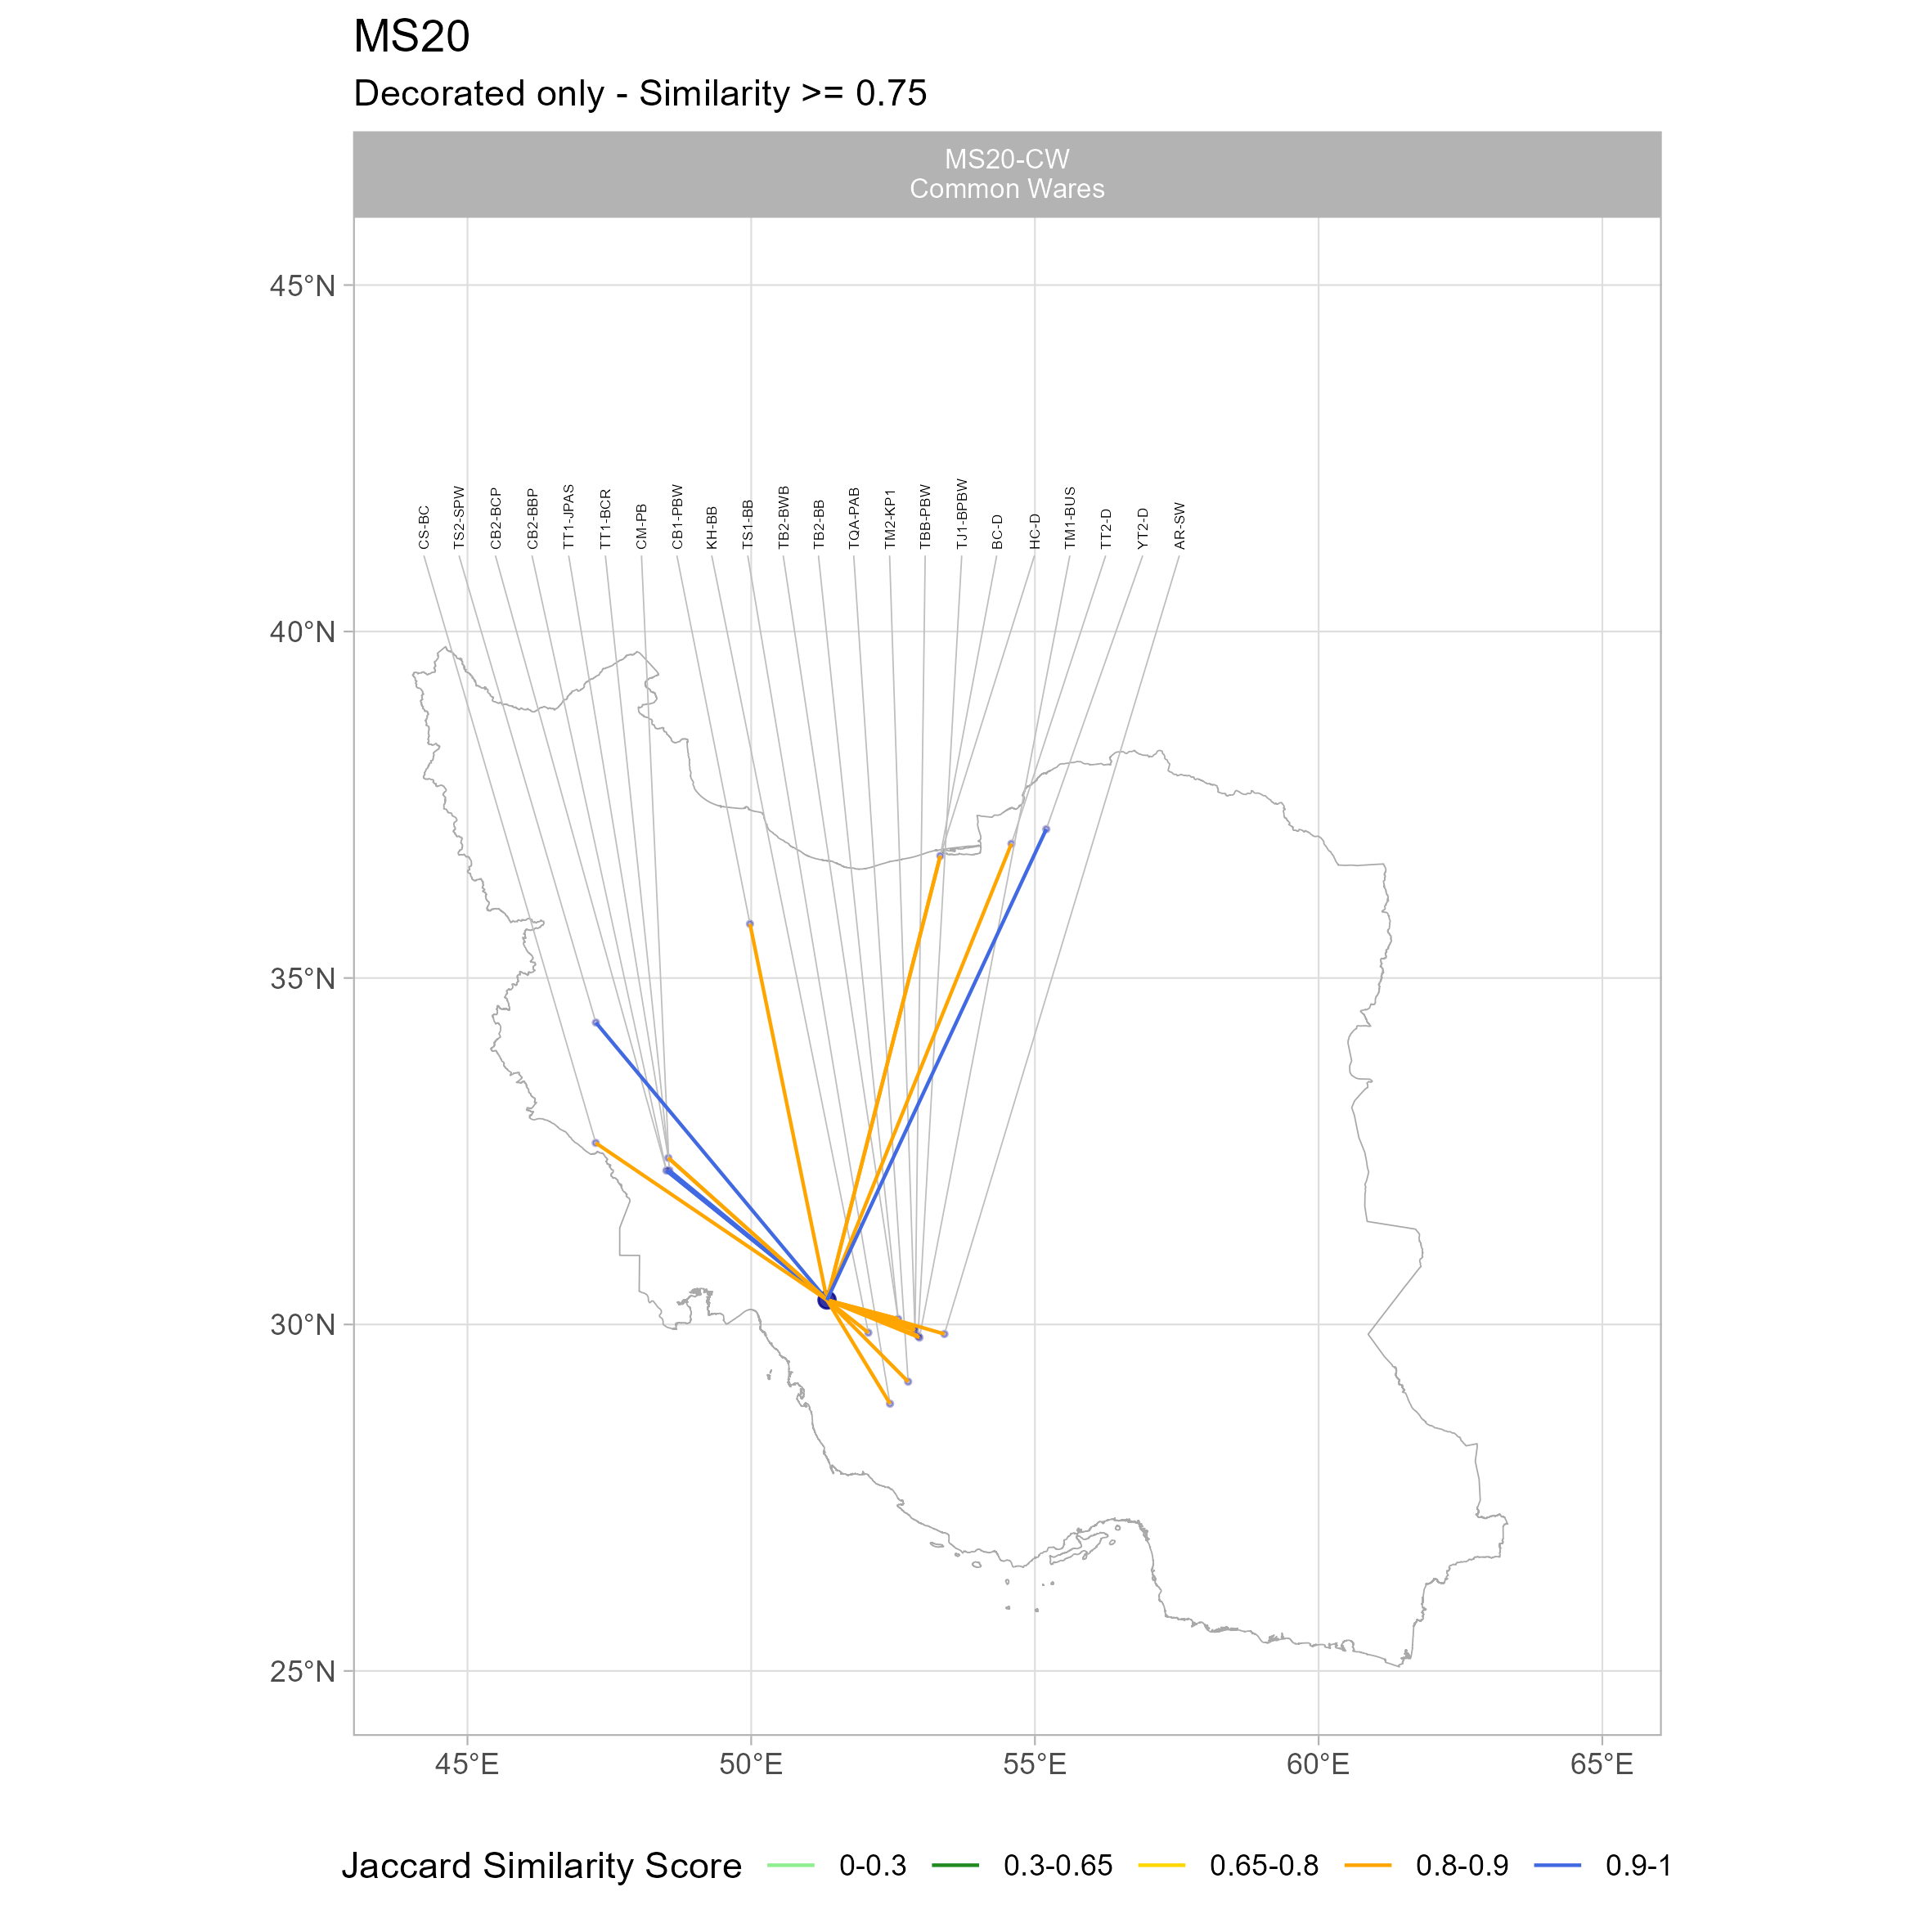 MS20
Decorated only - Similarity >= 0.75
MS20-CW
Common Wares
45°N
40°N
35°N
30°N
25°N
CS-BC
TS2-SPW
CB2-BCP
CB2-BBP
TT1-JPAS
TT1-BCR
CM-PB
CB1-PBW
KH-BB
TS1-BB
TB2-BWB
TB2-BB
TQA-PAB
TM2-KP1
TBB-PBW
TJ1-BPBW
BC-D
HC-D
TM1-BUS
TT2-D
YT2-D
AR-SW
45°E 50°E 55°E 60°E 65°E
Jaccard Similarity Score 0-0.3 0.3-0.65 0.65-0.8 0.8-0.9 0.9-1